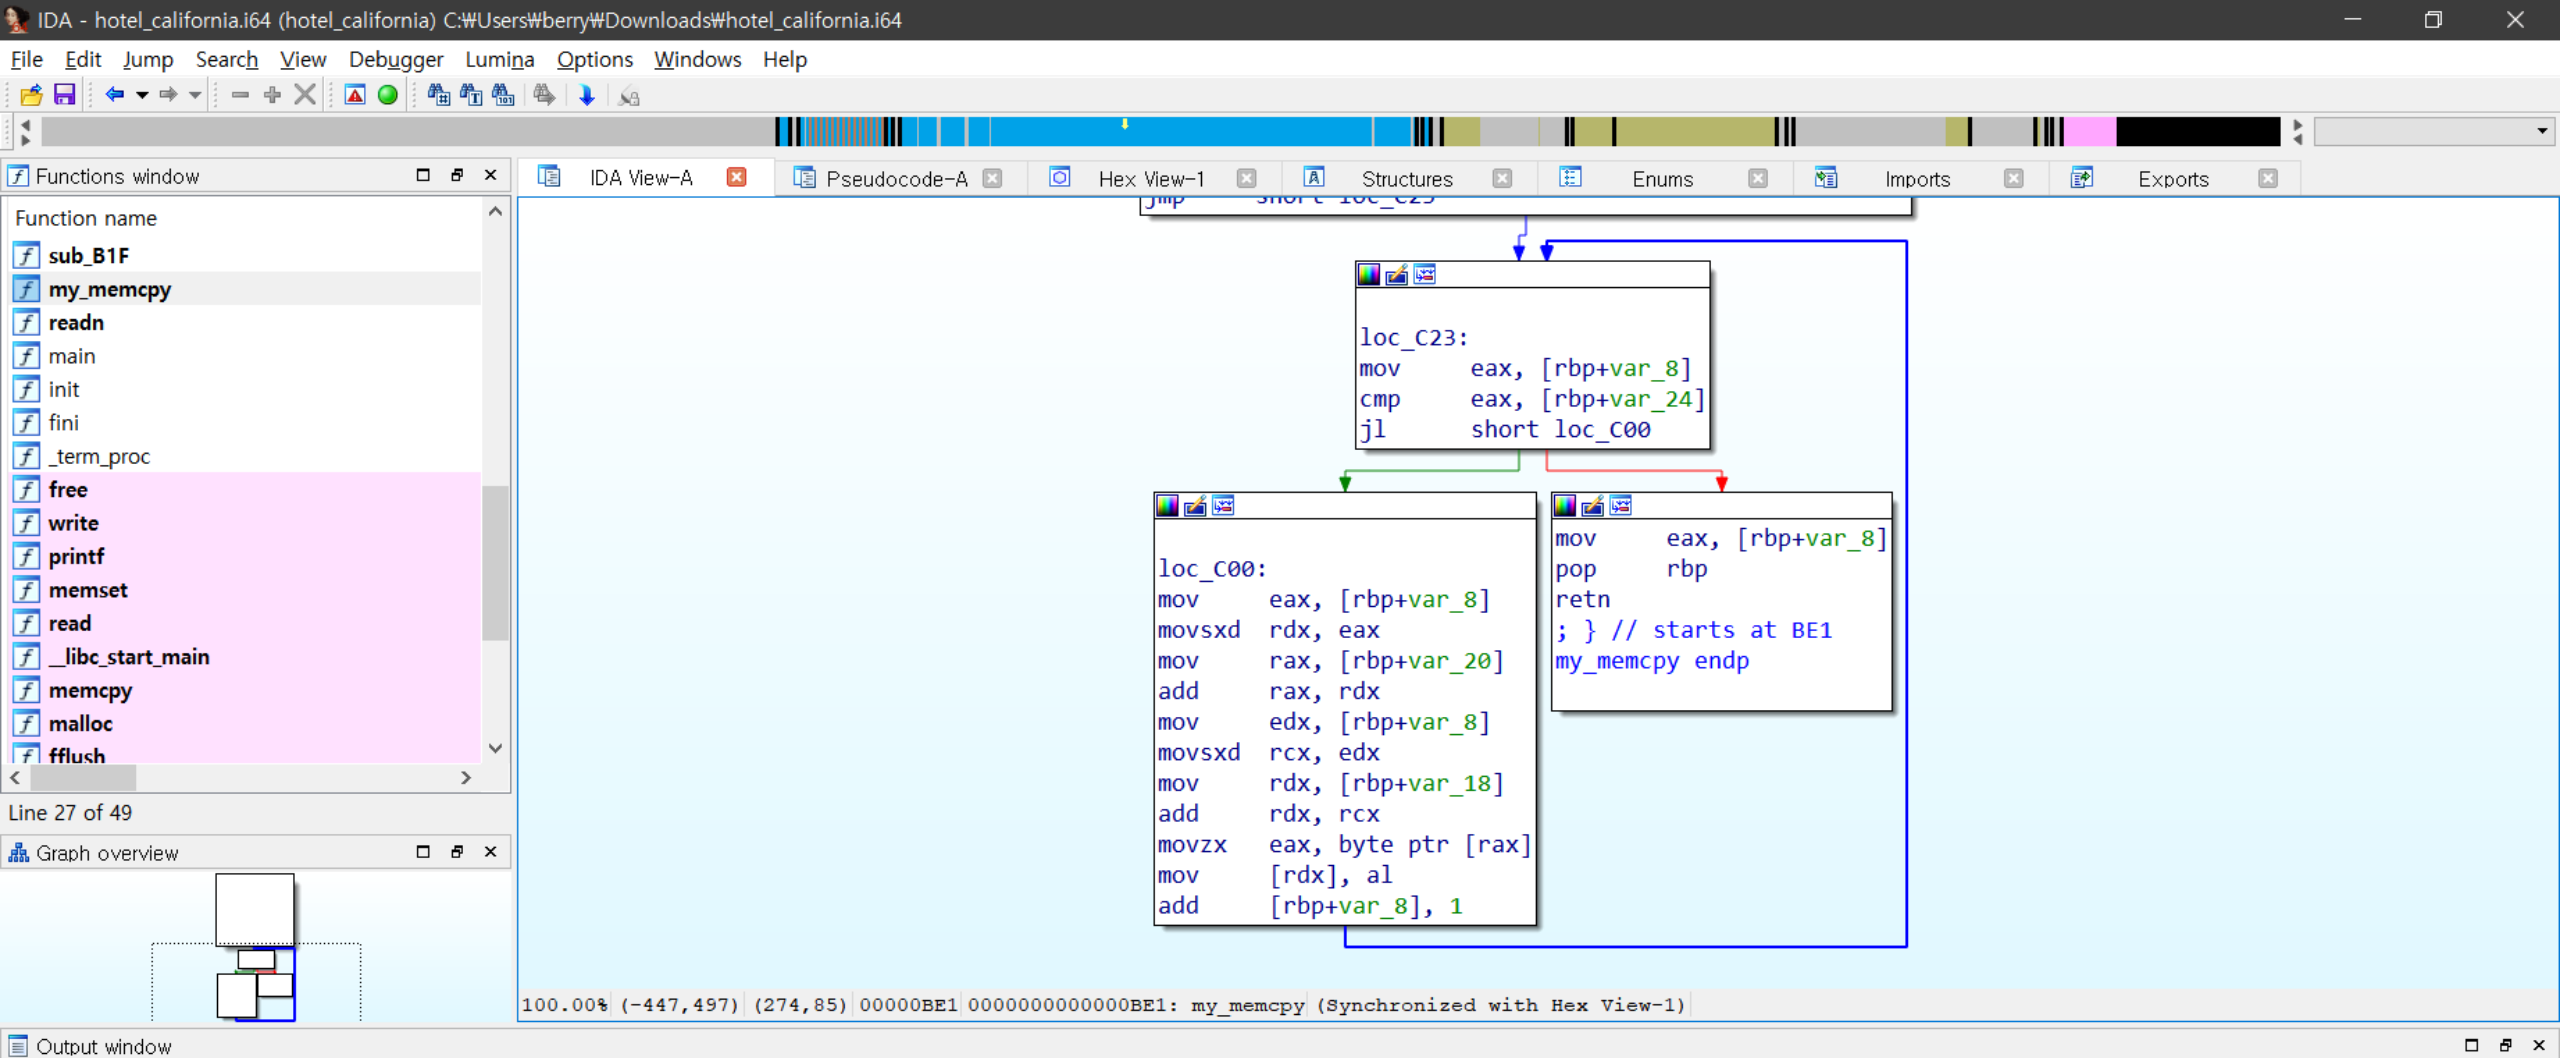 IDA - hotel_california.i64 (hotel_california) C:₩Users₩berry₩Downloads₩hotel_california.i64
File Edit Jump Search View Debugger Lumina Options Windows Help
Functions window
IDA View-A
Pseudocode-A
Hex View-1
Structures
Enums
Imports
Exports
Function name
sub_B1F
my_memcpy
readn
main
init
fini
_term_proc
free
write
printf
memset
read
__libc_start_main
memcpy
malloc
fflush
Line 27 of 49
Graph overview
jmp short loc_C23
loc_C23:
mov eax, [rbp+var_8]
cmp eax, [rbp+var_24]
jl short loc_C00
loc_C00:
mov eax, [rbp+var_8]
movsxd rdx, eax
mov rax, [rbp+var_20]
add rax, rdx
mov edx, [rbp+var_8]
movsxd rcx, edx
mov rdx, [rbp+var_18]
add rdx, rcx
movzx eax, byte ptr [rax]
mov [rdx], al
add [rbp+var_8], 1
mov eax, [rbp+var_8]
pop rbp
retn
; } // starts at BE1
my_memcpy endp
100.00% (-447,497) (274,85) 00000BE1 0000000000000BE1: my_memcpy (Synchronized with Hex View-1)
Output window